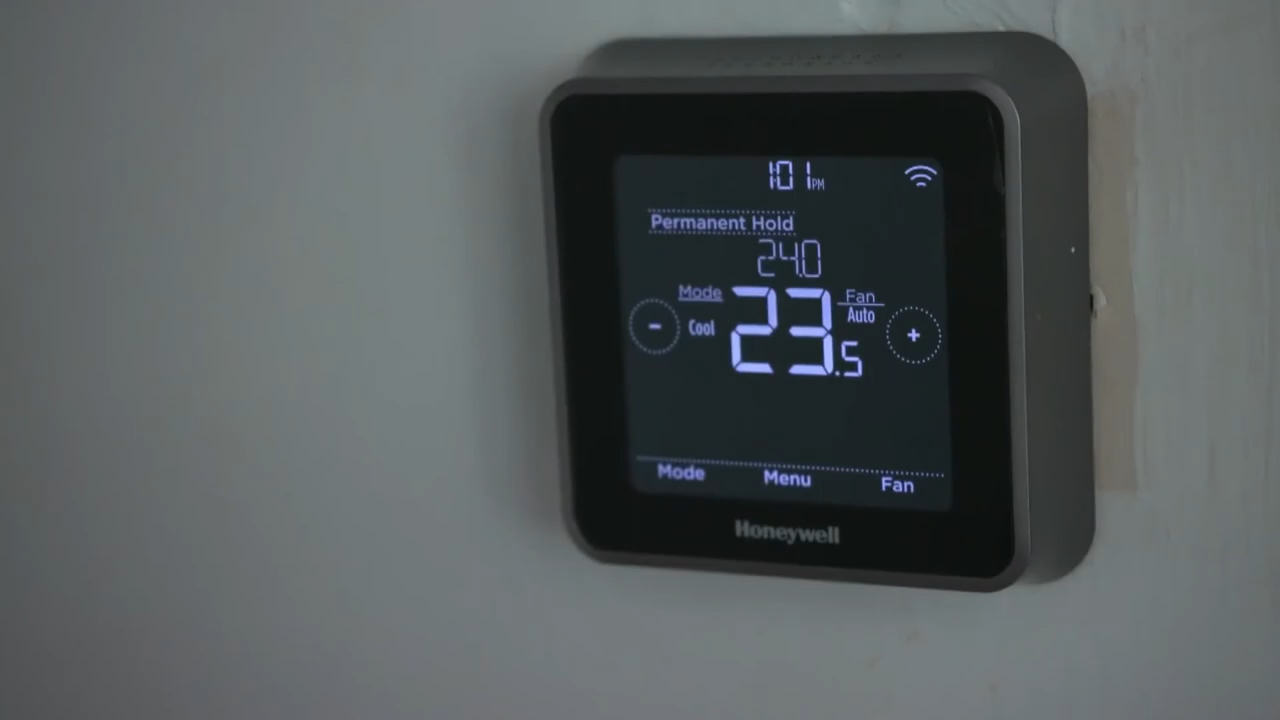 1:01 PM
Permanent Hold
24.0
Mode
Cool
23.5
Fan
Auto
-
+
Mode Menu Fan
Honeywell